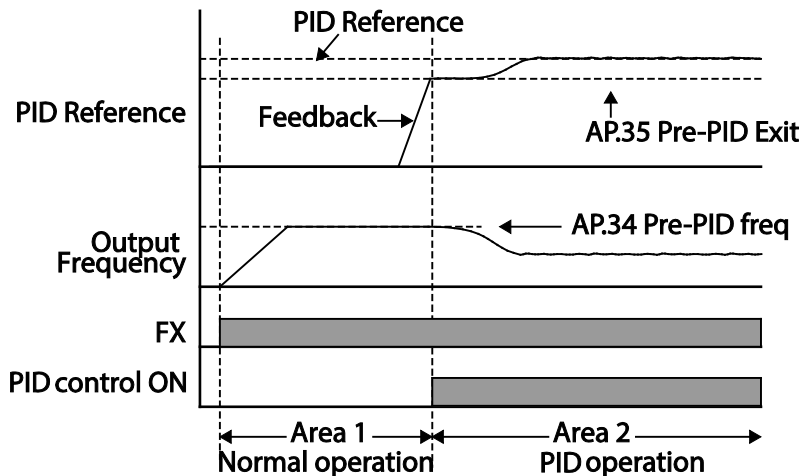 PID Reference
PID Reference
Feedback
AP.35 Pre-PID Exit
Output
Frequency
AP.34 Pre-PID freq
FX
PID control ON
Area 1
Area 2
Normal operation
PID operation